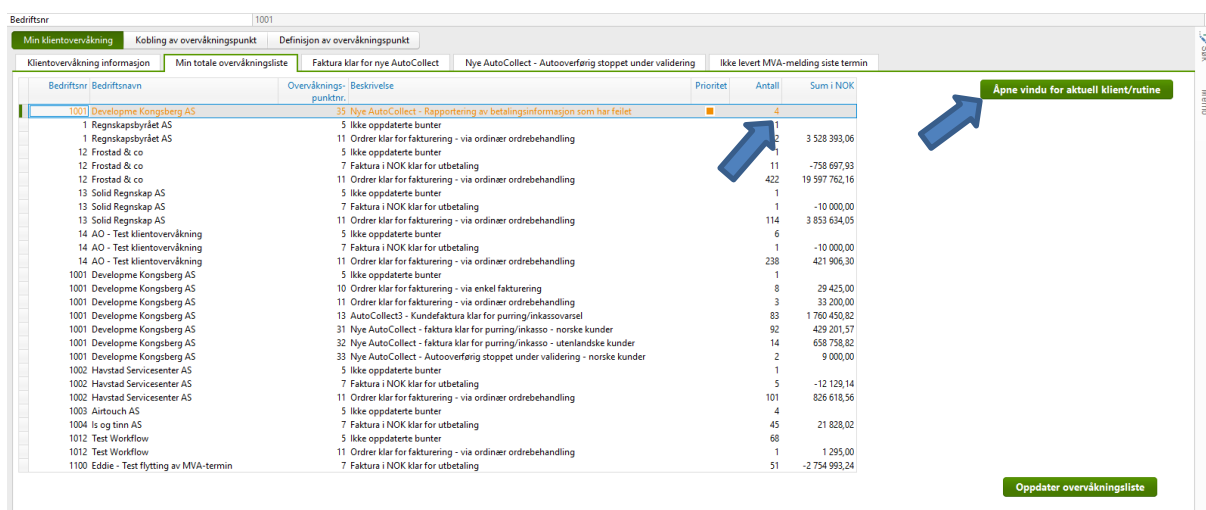 Bedriftsnr 1001
Min klientovervåkning Kobling av overvåkningspunkt Definisjon av overvåkningspunkt
Klientovervåkning informasjon Min totale overvåkningsliste Faktura klar for nye AutoCollect Nye AutoCollect - Autooverførig stoppet under validering Ikke levert MVA-melding siste termin
Søk
Memo
Bedriftsnr Bedriftsnavn Overvåknings- Beskrivelse Prioritet Antall Sum i NOK
punktnr.
Åpne vindu for aktuell klient/rutine
1001 Developme Kongsberg AS 35 Nye AutoCollect - Rapportering av betalingsinformasjon som har feilet 4
1 Regnskapsbyrået AS 5 Ikke oppdaterte bunter 1
1 Regnskapsbyrået AS 11 Ordrer klar for fakturering - via ordinær ordrebehandling 3 528 393,06
12 Frostad & co 5 Ikke oppdaterte bunter 1
12 Frostad & co 7 Faktura i NOK klar for utbetaling 11 -758 697,93
12 Frostad & co 11 Ordrer klar for fakturering - via ordinær ordrebehandling 422 19 597 762,16
13 Solid Regnskap AS 5 Ikke oppdaterte bunter 1
13 Solid Regnskap AS 7 Faktura i NOK klar for utbetaling 1 -10 000,00
13 Solid Regnskap AS 11 Ordrer klar for fakturering - via ordinær ordrebehandling 114 3 853 634,05
14 AO - Test klientovervåkning 5 Ikke oppdaterte bunter 6
14 AO - Test klientovervåkning 7 Faktura i NOK klar for utbetaling 1 -10 000,00
14 AO - Test klientovervåkning 11 Ordrer klar for fakturering - via ordinær ordrebehandling 238 421 906,30
1001 Developme Kongsberg AS 5 Ikke oppdaterte bunter 1
1001 Developme Kongsberg AS 10 Ordrer klar for fakturering - via enkel fakturering 8 29 425,00
1001 Developme Kongsberg AS 11 Ordrer klar for fakturering - via ordinær ordrebehandling 3 33 200,00
1001 Developme Kongsberg AS 13 AutoCollect3 - Kundefaktura klar for purring/inkassovarsel 83 1 760 450,82
1001 Developme Kongsberg AS 31 Nye AutoCollect - faktura klar for purring/inkasso - norske kunder 92 429 201,57
1001 Developme Kongsberg AS 32 Nye AutoCollect - faktura klar for purring/inkasso - utenlandske kunder 14 658 758,82
1001 Developme Kongsberg AS 33 Nye AutoCollect - Autooverførig stoppet under validering - norske kunder 2 9 000,00
1002 Havstad Servicesenter AS 5 Ikke oppdaterte bunter 1
1002 Havstad Servicesenter AS 7 Faktura i NOK klar for utbetaling 5 -12 129,14
1002 Havstad Servicesenter AS 11 Ordrer klar for fakturering - via ordinær ordrebehandling 101 826 618,56
1003 Airtouch AS 5 Ikke oppdaterte bunter 4
1004 Is og tinn AS 7 Faktura i NOK klar for utbetaling 45 21 828,02
1012 Test Workflow 5 Ikke oppdaterte bunter 68
1012 Test Workflow 11 Ordrer klar for fakturering - via ordinær ordrebehandling 1 1 295,00
1100 Eddie - Test flytting av MVA-termin 7 Faktura i NOK klar for utbetaling 51 -2 754 993,24
Oppdater overvåkningsliste